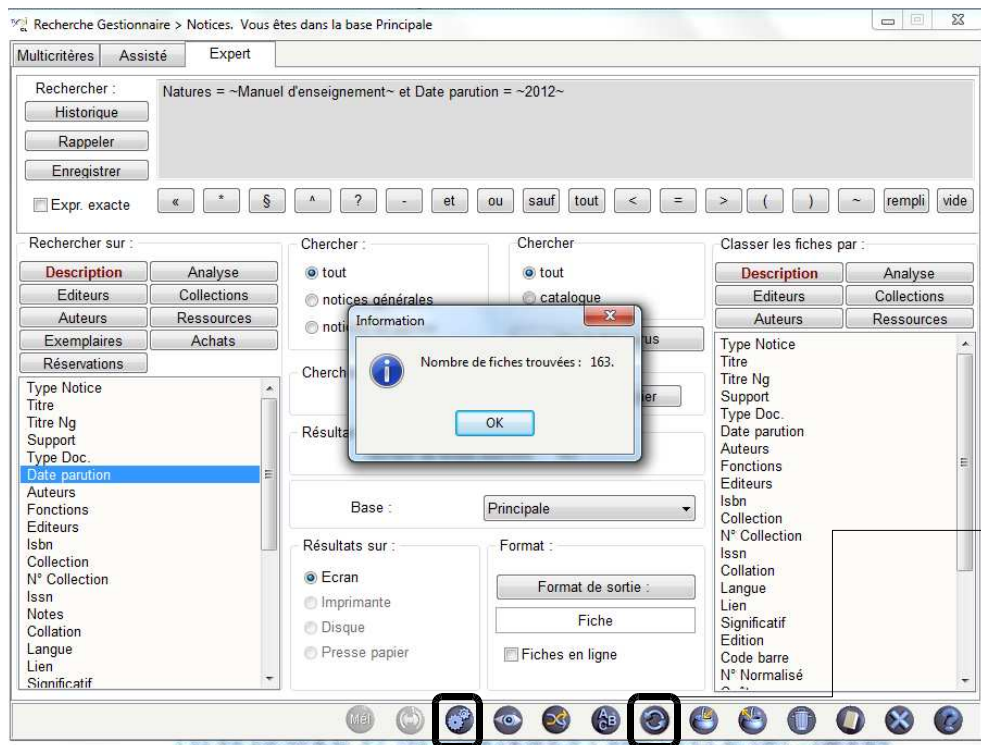 Recherche Gestionnaire > Notices. Vous êtes dans la base Principale
Multicritères Assisté Expert
Rechercher :
Natures = ~Manuel d'enseignement~ et Date parution = ~2012~
Historique
Rappeler
Enregistrer
Expr. exacte
« * § ^ ? - et ou sauf tout < = > ( ) ~ rempli vide
Rechercher sur :
Description Analyse
Editeurs Collections
Auteurs Ressources
Exemplaires Achats
Réservations
Type Notice
Titre
Titre Ng
Support
Type Doc.
Date parution
Auteurs
Fonctions
Editeurs
Isbn
Collection
N° Collection
Issn
Notes
Collation
Langue
Lien
Significatif
Chercher :
tout
notices générales
Chercher
tout
catalogue
Information
Nombre de fiches trouvées : 163.
OK
Base : Principale
Résultats sur :
Ecran
Imprimante
Disque
Presse papier
Format :
Format de sortie :
Fiche
Fiches en ligne
Classer les fiches par :
Description Analyse
Editeurs Collections
Auteurs Ressources
Type Notice
Titre
Titre Ng
Support
Type Doc.
Date parution
Auteurs
Fonctions
Editeurs
Isbn
Collection
N° Collection
Issn
Collation
Langue
Lien
Significatif
Edition
Code barre
N° Normalisé
Mél